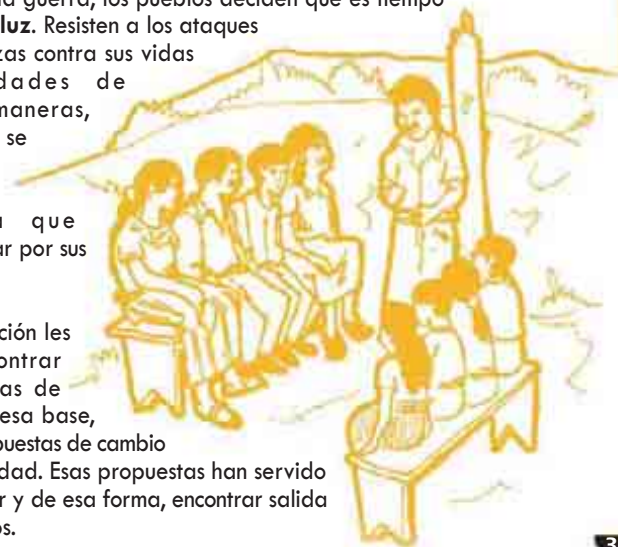 la guerra, los pueblos deciden que es tiempo
luz. Resisten a los ataques
zas contra sus vidas
dades de
maneras,
se
que
ar por sus
ción les
ontrar
as de
esa base,
puestas de cambio
dad. Esas propuestas han servido
r y de esa forma, encontrar salida
os.
3